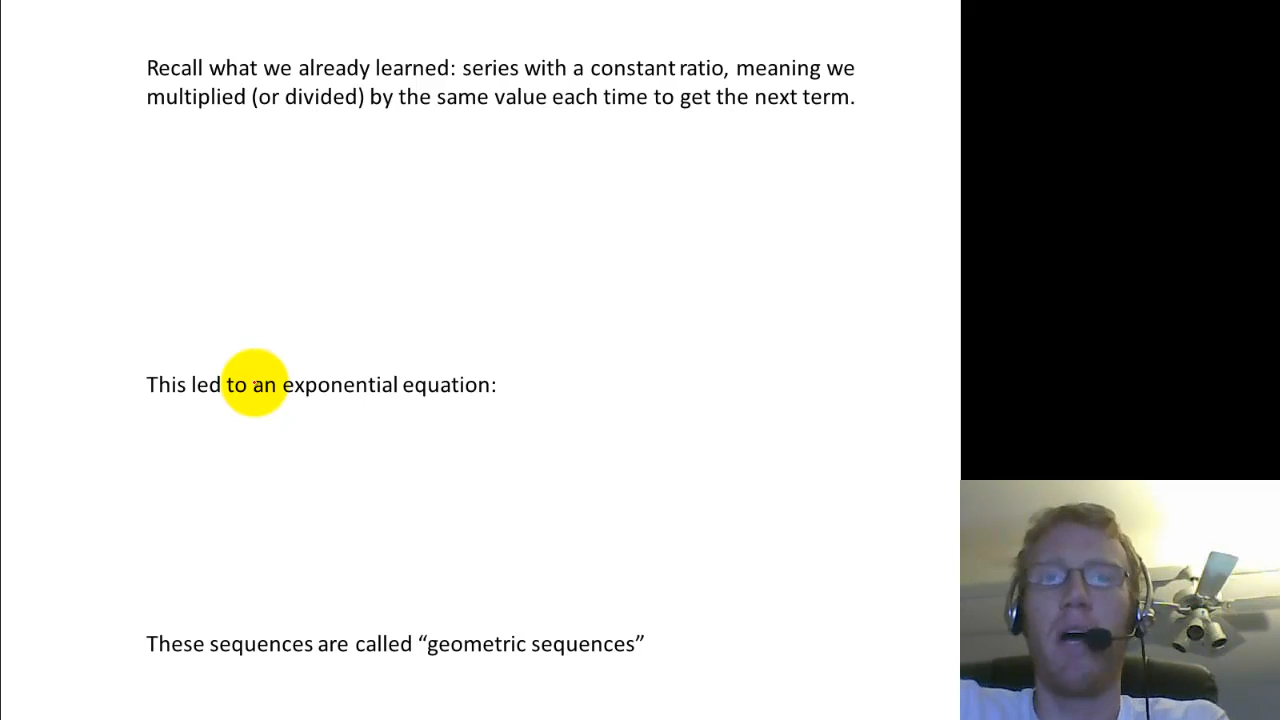 Recall what we already learned: series with a constant ratio, meaning we
multiplied (or divided) by the same value each time to get the next term.
This led to an exponential equation:
These sequences are called “geometric sequences”